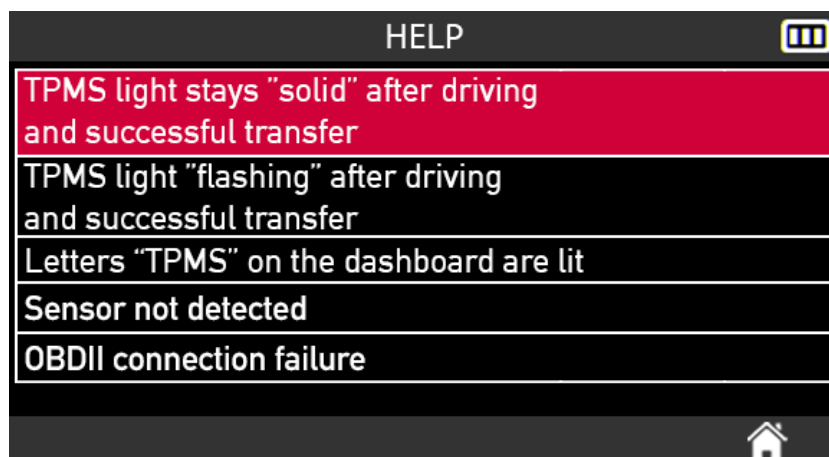 HELP
TPMS light stays ”solid” after driving
and successful transfer
TPMS light ”flashing” after driving
and successful transfer
Letters “TPMS” on the dashboard are lit
Sensor not detected
OBDII connection failure